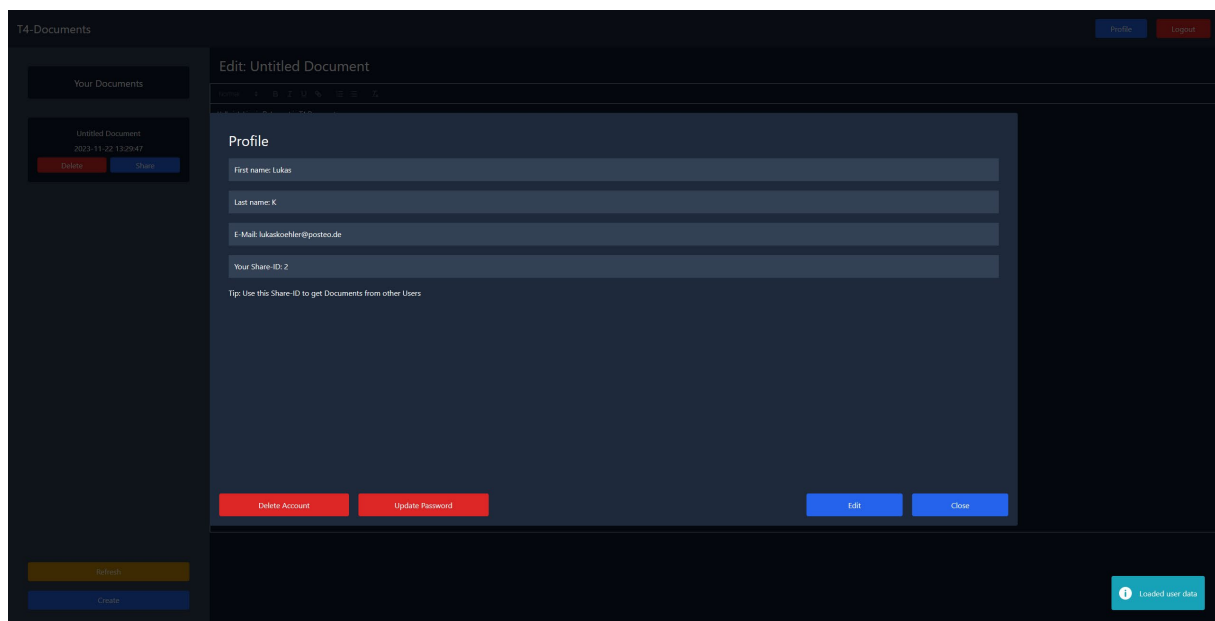 T4-Documents
Profile
Logout
Your Documents
Untitled Document
2023-11-22 13:29:47
Delete
Share
Edit: Untitled Document
Profile
First name: Lukas
Last name: K
E-Mail: lukaskoehler@posteo.de
Your Share-ID: 2
Tip: Use this Share-ID to get Documents from other Users
Delete Account
Update Password
Edit
Close
Refresh
Create
Loaded user data